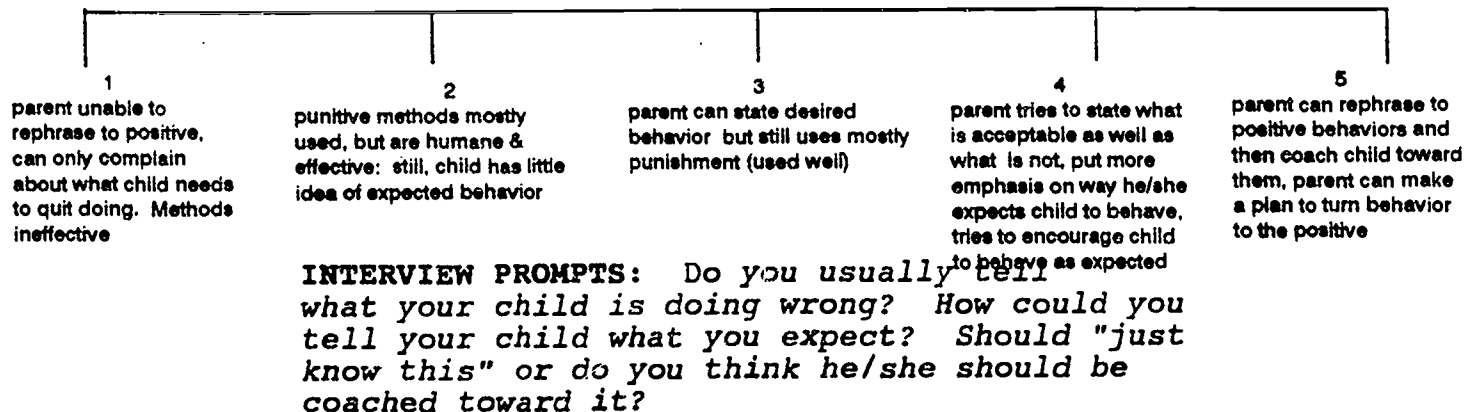 1
parent unable to
rephrase to positive,
can only complain
about what child needs
to quit doing. Methods
ineffective
2
punitive methods mostly
used, but are humane &
effective: still, child has little
idea of expected behavior
3
parent can state desired
behavior but still uses mostly
punishment (used well)
4
parent tries to state what
is acceptable as well as
what is not, put more
emphasis on way he/she
expects child to behave,
tries to encourage child
to behave as expected
5
parent can rephrase to
positive behaviors and
then coach child toward
them, parent can make
a plan to turn behavior
to the positive
INTERVIEW PROMPTS: Do you usually tell
what your child is doing wrong? How could you
tell your child what you expect? Should "just
know this" or do you think he/she should be
coached toward it?